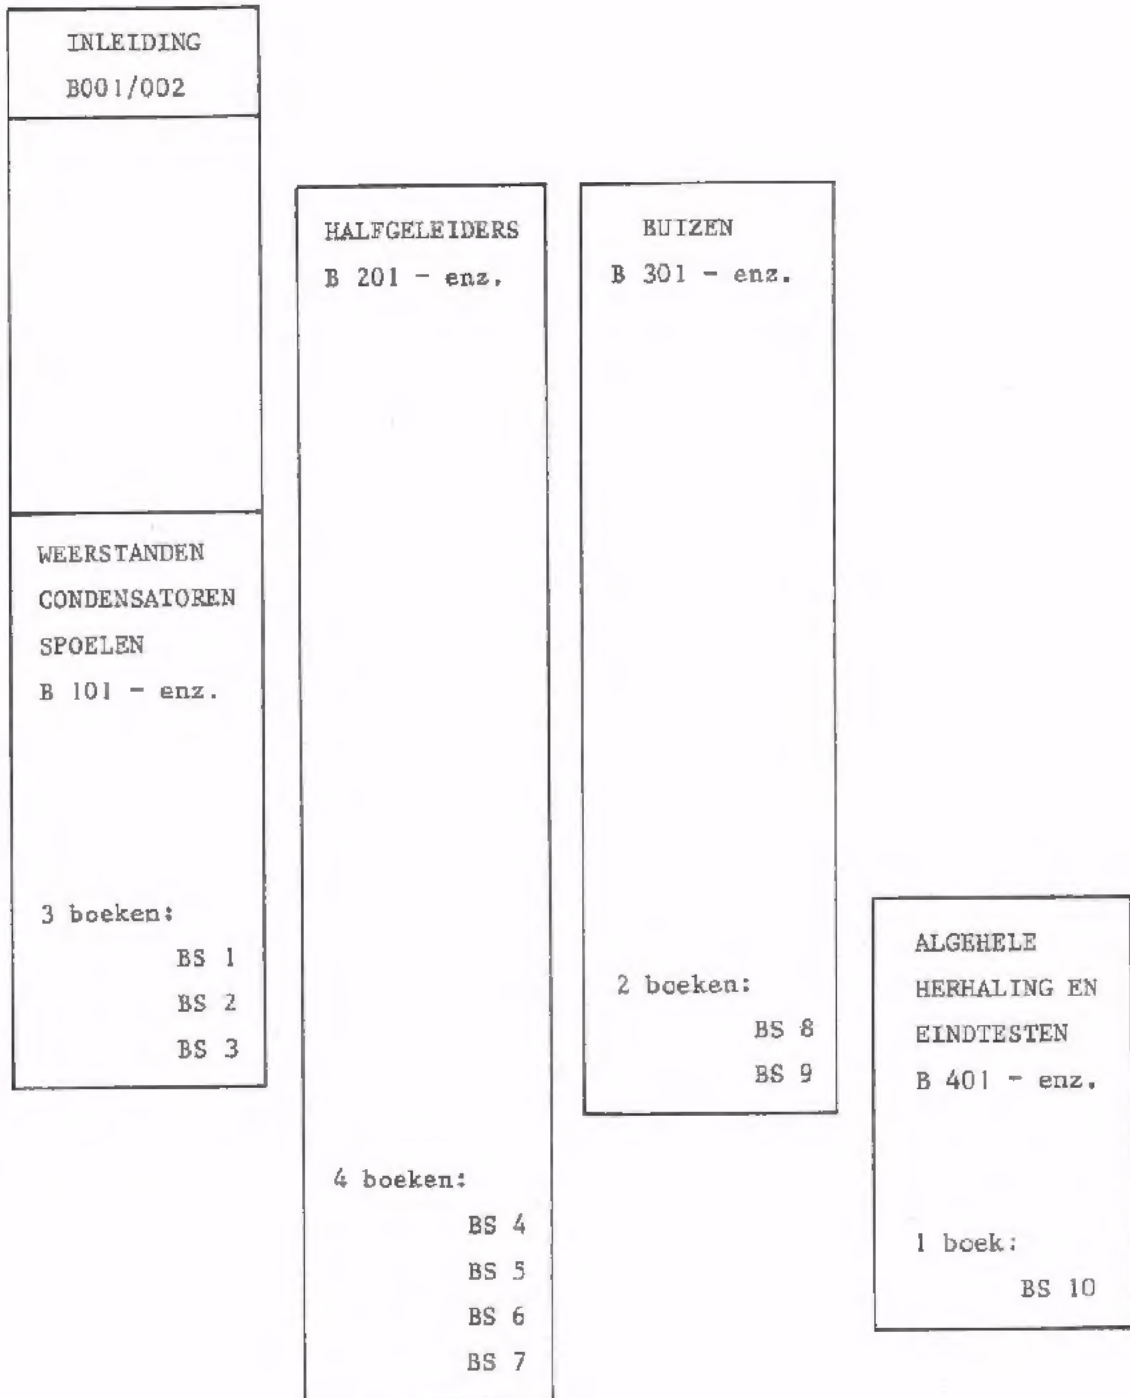 INLEIDING
B001/002
WEERSTANDEN
CONDENSATOREN
SPOELEN
B 101 - enz.
3 boeken:
BS 1
BS 2
BS 3
HALFGELEIDERS
B 201 - enz.
4 boeken:
BS 4
BS 5
BS 6
BS 7
BUIZEN
B 301 - enz.
2 boeken:
BS 8
BS 9
ALGEHELE
HERHALING EN
EINDTESTEN
B 401 - enz.
1 boek:
BS 10